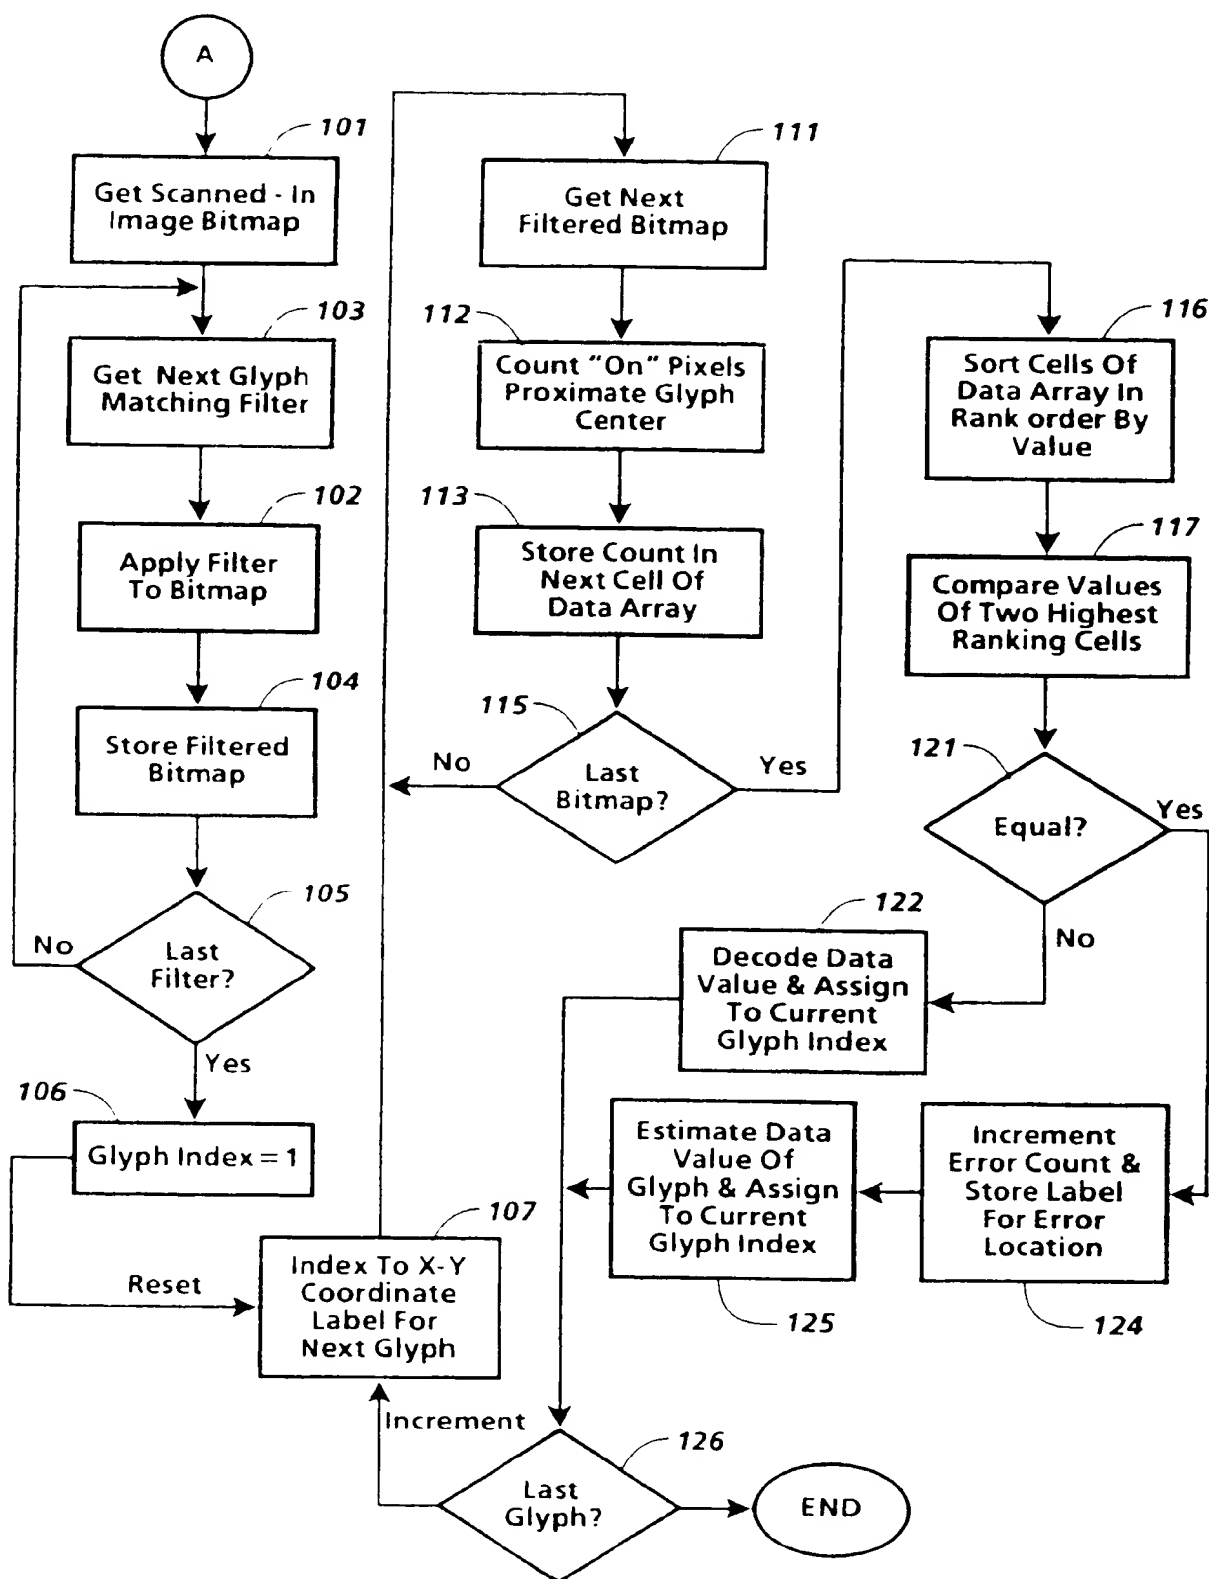 A
101
Get Scanned - In
Image Bitmap
103
Get Next Glyph
Matching Filter
102
Apply Filter
To Bitmap
104
Store Filtered
Bitmap
105
Last
Filter?
No
Yes
106
Glyph Index = 1
Reset
107
Index To X-Y
Coordinate
Label For
Next Glyph
111
Get Next
Filtered Bitmap
112
Count "On" Pixels
Proximate Glyph
Center
113
Store Count In
Next Cell Of
Data Array
115
Last
Bitmap?
No
Yes
116
Sort Cells Of
Data Array In
Rank order By
Value
117
Compare Values
Of Two Highest
Ranking Cells
121
Equal?
Yes
No
122
Decode Data
Value & Assign
To Current
Glyph Index
Increment
Error Count &
Store Label
For Error
Location
124
Estimate Data
Value Of
Glyph & Assign
To Current
Glyph Index
125
126
Last
Glyph?
Increment
END